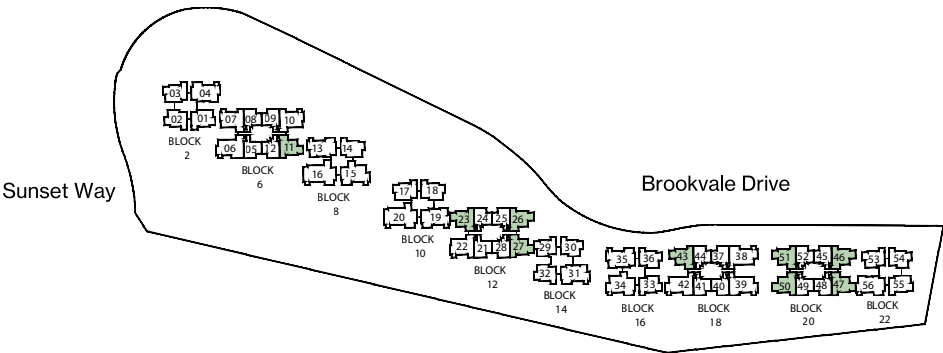 03 04
02 01
BLOCK
2
07 08 09 10
06 05 12 11
BLOCK
6
13 14
16 15
BLOCK
8
Sunset Way
17 18
20 19
BLOCK
10
Brookvale Drive
23 24 25 26
22 21 28 27
BLOCK
12
29 30
32 31
BLOCK
14
35 36
34 33
BLOCK
16
43 44 37 38
42 41 40 39
BLOCK
18
51 52 45 46
50 49 48 47
BLOCK
20
53 54
56 55
BLOCK
22